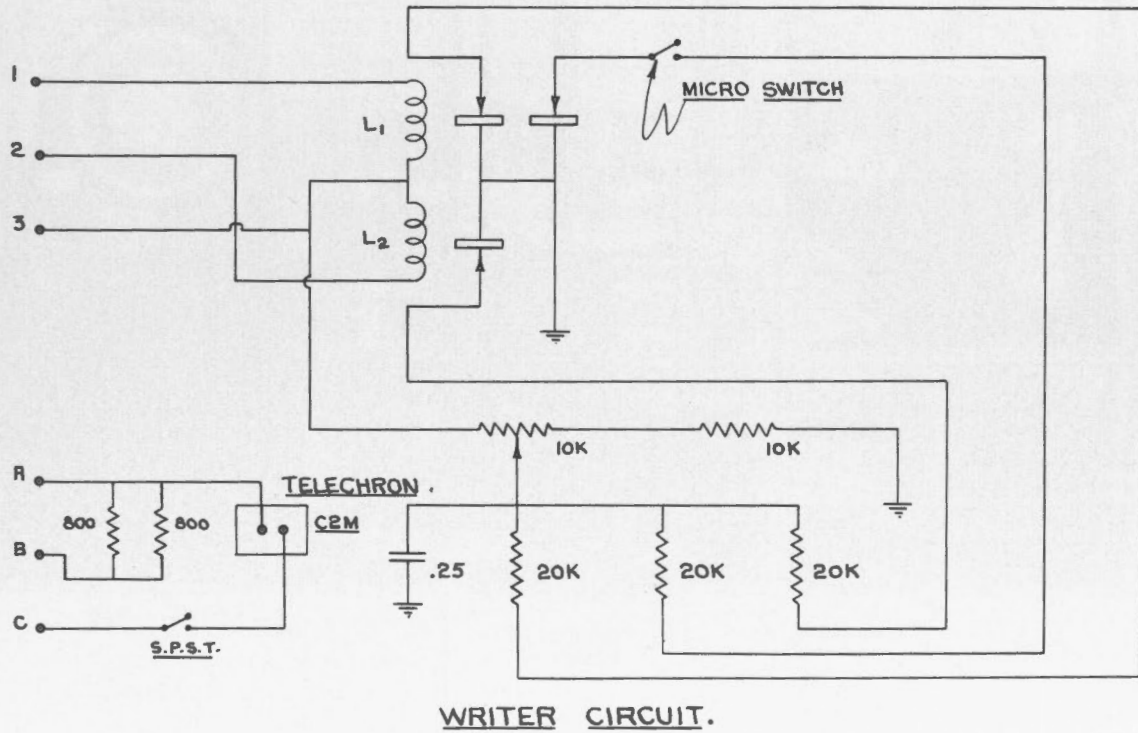 1
MICRO SWITCH
L1
2
3
L2
10K 10K
R
TELECHRON.
800 800 C2M
B
.25 20K 20K 20K
C
S.P.S.T.
WRITER CIRCUIT.